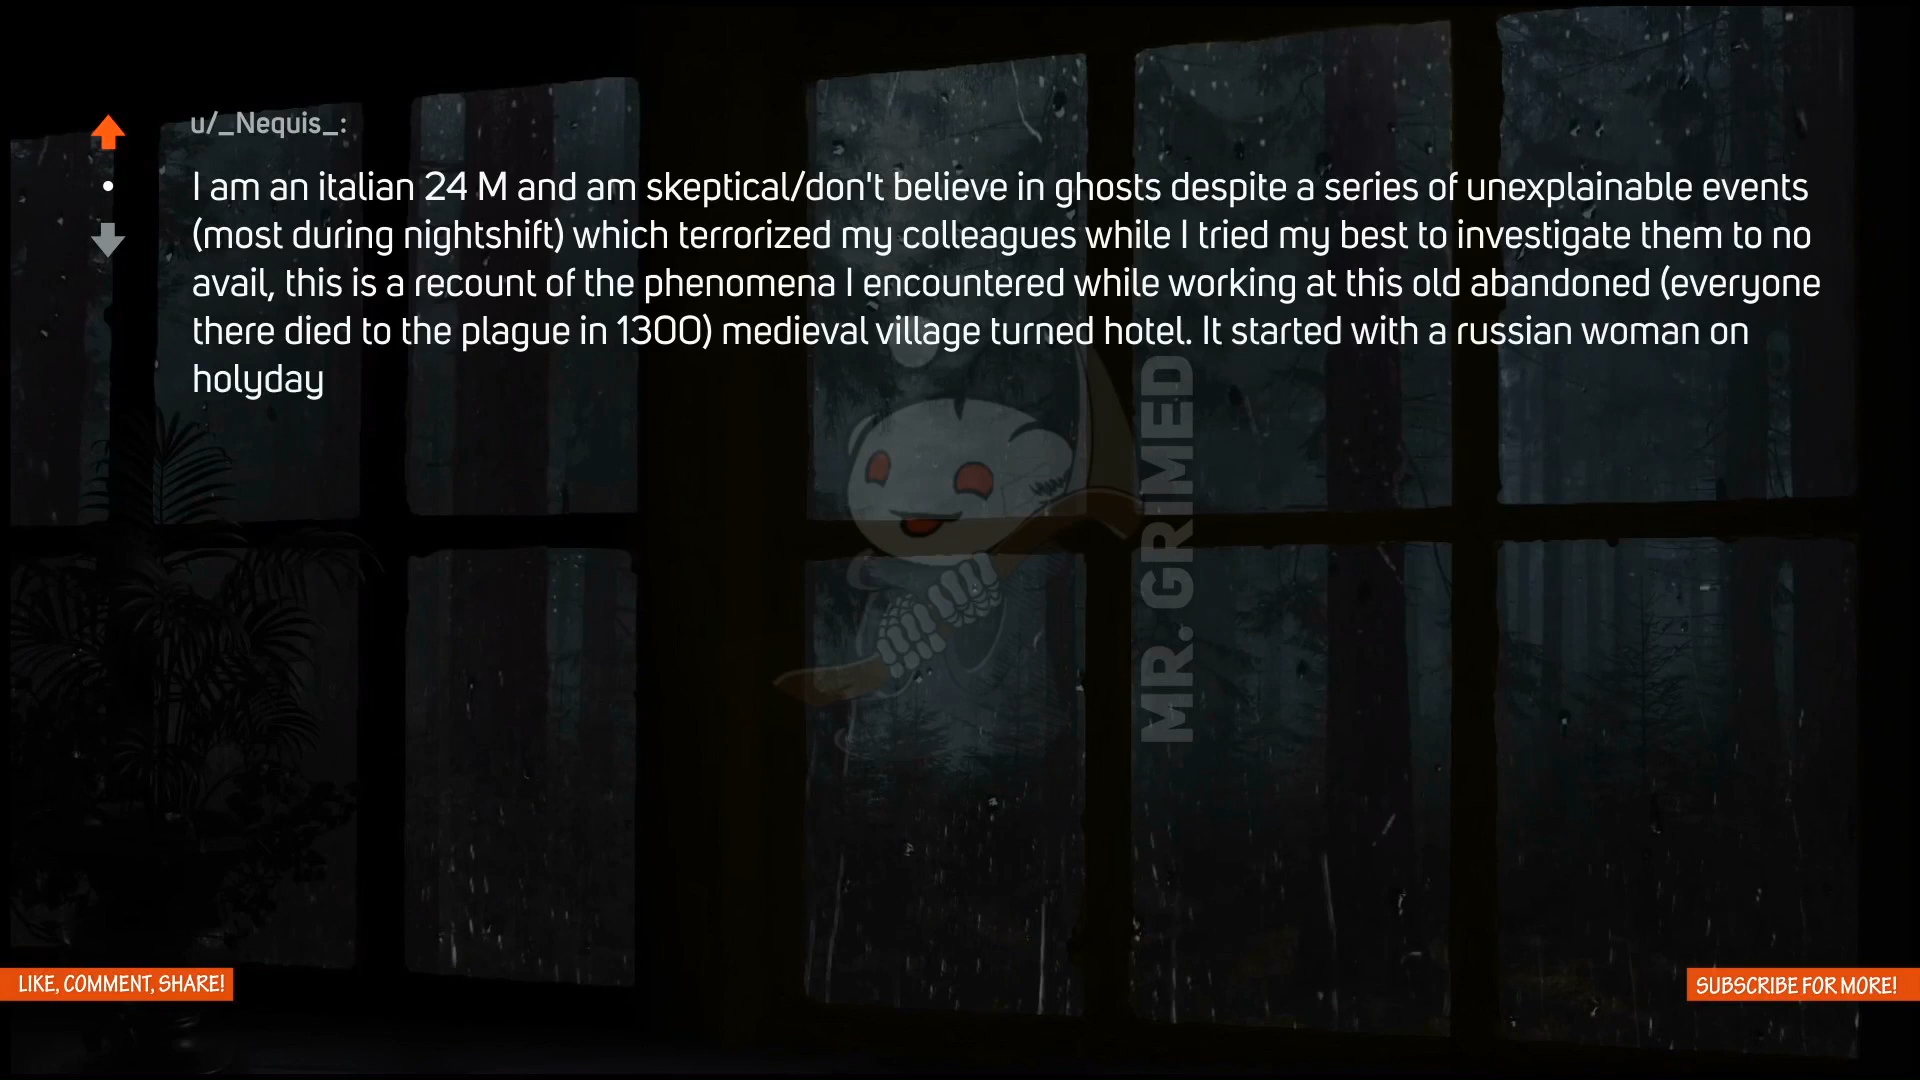 u/_Nequis_:
I am an italian 24 M and am skeptical/don't believe in ghosts despite a series of unexplainable events
(most during nightshift) which terrorized my colleagues while I tried my best to investigate them to no
avail, this is a recount of the phenomena I encountered while working at this old abandoned (everyone
there died to the plague in 1300) medieval village turned hotel. It started with a russian woman on
holyday
MR. GRIMED
LIKE, COMMENT, SHARE!
SUBSCRIBE FOR MORE!